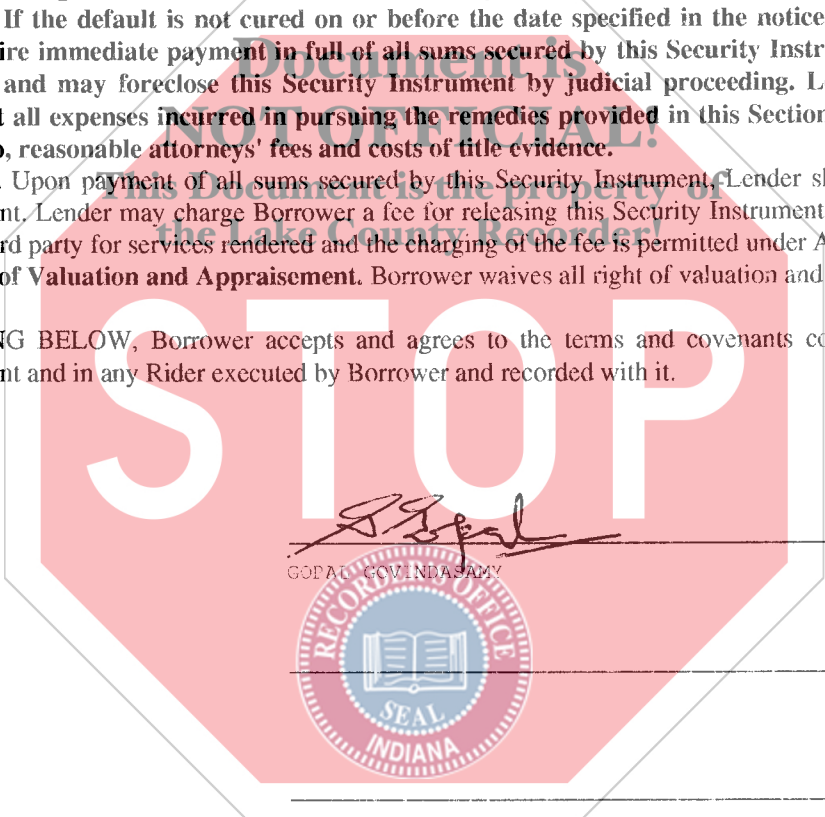 If the default is not cured on or before the date specified in the notice
ire immediate payment in full of all sums secured by this Security Instr
and may foreclose this Security Instrument by judicial proceeding. L
t all expenses incurred in pursuing the remedies provided in this Section
o, reasonable attorneys' fees and costs of title evidence.
. Upon payment of all sums secured by this Security Instrument, Lender sh
nt. Lender may charge Borrower a fee for releasing this Security Instrument
rd party for services rendered and the charging of the fee is permitted under A
of Valuation and Appraisement. Borrower waives all right of valuation and
NG BELOW, Borrower accepts and agrees to the terms and covenants co
nt and in any Rider executed by Borrower and recorded with it.
Document is
NOT OFFICIAL!
This Document is the property of
the Lake County Recorder!
STOP
G Gopal
GOPAL GOVINDASAMY
RECORDER'S OFFICE
SEAL
INDIANA